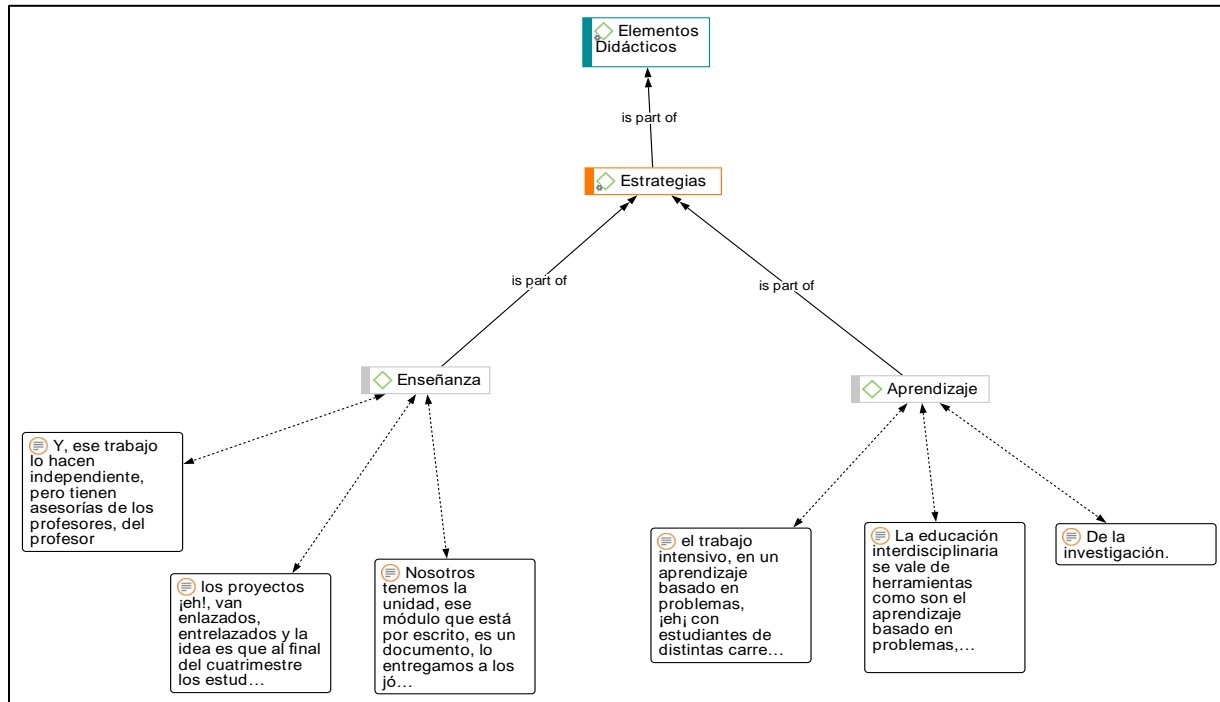 Elementos
Didácticos
is part of
Estrategias
is part of
is part of
Enseñanza
Aprendizaje
Y, ese trabajo
lo hacen
independiente,
pero tienen
asesorías de los
profesores, del
profesor
los proyectos
¡eh!, van
enlazados,
entrelazados y la
idea es que al final
del cuatrimestre
los estud…
Nosotros
tenemos la
unidad, ese
módulo que está
por escrito, es un
documento, lo
entregamos a los
jó…
el trabajo
intensivo, en un
aprendizaje
basado en
problemas,
¡eh¡ con
estudiantes de
distintas carre…
La educación
interdisciplinaria
se vale de
herramientas
como son el
aprendizaje
basado en
problemas,…
De la
investigación.